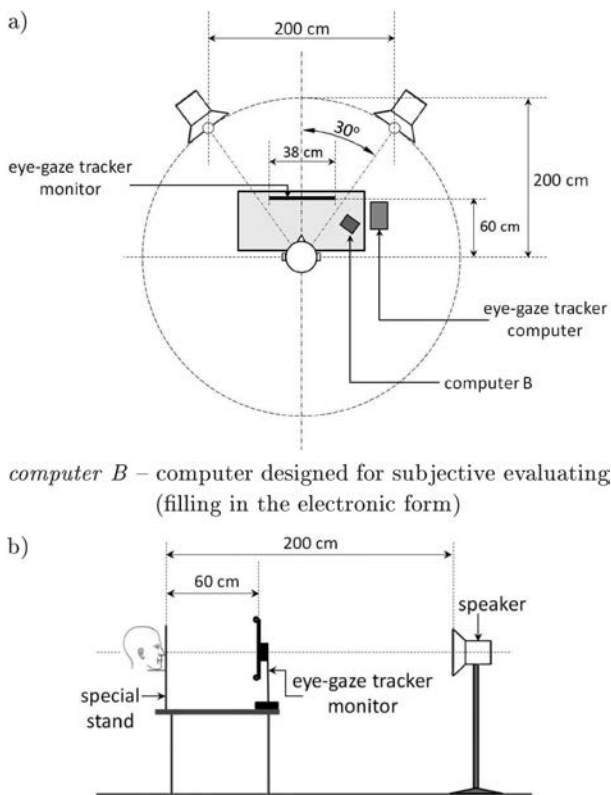 a)
200 cm
30°
38 cm
eye-gaze tracker
monitor
200 cm
60 cm
eye-gaze tracker
computer
computer B
computer B – computer designed for subjective evaluating
(filling in the electronic form)
b)
200 cm
60 cm
speaker
special
stand
eye-gaze tracker
monitor